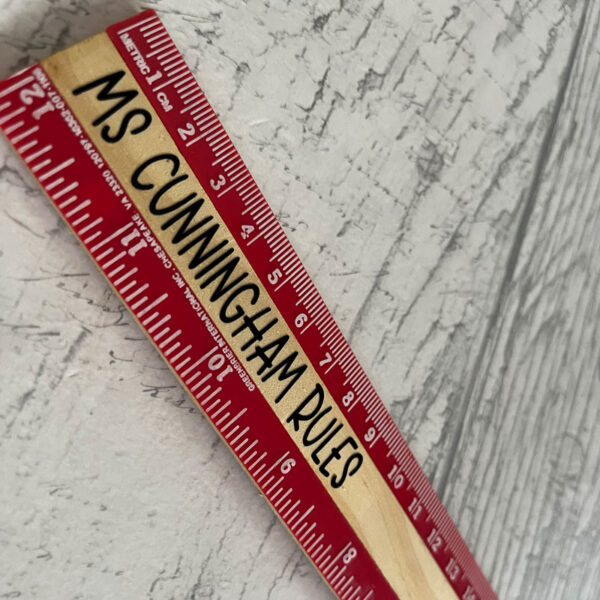 METRIC 1 CM 2 3 4 5 6 7 8 9 10 11 12 13
MS CUNNINGHAM RULES
GREENBRIER INTERNATIONAL INC. CHESAPEAKE, VA 23320
12 11 10 9 8